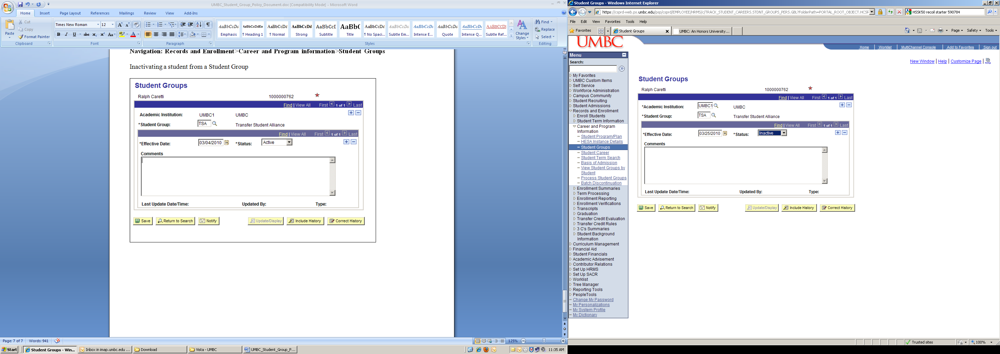 UMBC_Student_Group_Policy_Document.doc [Compatibility Mode] - Microsoft Word
Home Insert Page Layout References Mailings Review View Add-Ins
Paste
Cut
Copy
Format Painter
Clipboard
Times New Roman 12
Font
Paragraph
AaBbCcDc AaBbCcDdEe AaBbCcDc AaBbCcDd AaBbCcI AaBb( AaBbCcDc AaBbCcDc AaBbCcDc AaBbCcDc AaBbCcDc AABBCCDI
Emphasis ¶ Heading 1 ¶ Normal Strong Subtitle Title ¶ No Spaci... Subtle Em... Intense E... Quote Intense Q... Subtle Ref...
Change Styles
Styles
Find
Replace
Select
Editing
Navigation: Records and Enrollment>Career and Program information>Student Groups
Inactivating a student from a Student Group
Student Groups
Ralph Caretti 1000000762
Find | View All First 1 of 1 Last
Academic Institution: UMBC1 UMBC
*Student Group: TSA Transfer Student Alliance
Find | View All First 1 of 1 Last
*Effective Date: 03/04/2010 *Status: Active
Comments
Last Update Date/Time: Updated By: Type:
Save Return to Search Notify Update/Display Include History Correct History
Page: 7 of 7 Words: 941 125%
Start Student Groups - Win... Inbox in imap.umbc.edu ... Download Vista - UMBC UMBC_Student_Group_P... 11:35 AM
Student Groups - Windows Internet Explorer
https://csprd-web.ps.umbc.edu/psp/csprd/EMPLOYEE/HRMS/c/TRACK_STUDENT_CAREERS.STDNT_GROUPS_PERS.GBL?FolderPath=PORTAL_ROOT_OBJECT.HCSR HS5K50 recoil starter 590784
File Edit View Favorites Tools Help
Favorites Student Groups UMBC: An Honors University... Page Safety Tools
UMBC
Home Worklist MultiChannel Console Add to Favorites Sign out
New Window | Help | Customize Page | http
Menu
Search:
My Favorites
UMBC Custom Items
Self Service
Workforce Administration
Campus Community
Student Recruiting
Student Admissions
Records and Enrollment
Enroll Students
Student Term Information
Career and Program
Information
Student Program/Plan
HESA Instance Details
Student Groups
Student Career
Student Term Search
Basis of Admission
View Student Groups by
Student
Process Student Groups
Batch Discontinuation
Enrollment Summaries
Term Processing
Enrollment Reporting
Enrollment Verifications
Transcripts
Graduation
Transfer Credit Evaluation
Transfer Credit Rules
3 C's Summaries
Student Background
Information
Curriculum Management
Financial Aid
Student Financials
Academic Advisement
Contributor Relations
Set Up HRMS
Set Up SACR
Worklist
Tree Manager
Reporting Tools
PeopleTools
Change My Password
My Personalizations
My System Profile
My Dictionary
Student Groups
Ralph Caretti 1000000762
Find | View All First 1 of 1 Last
*Academic Institution: UMBC1 UMBC
*Student Group: TSA Transfer Student Alliance
Find | View All First 1 of 1 Last
*Effective Date: 03/25/2010 *Status: Inactive
Comments
Last Update Date/Time: Updated By: Type:
Save Return to Search Notify Update/Display Include History Correct History
Trusted sites 100%